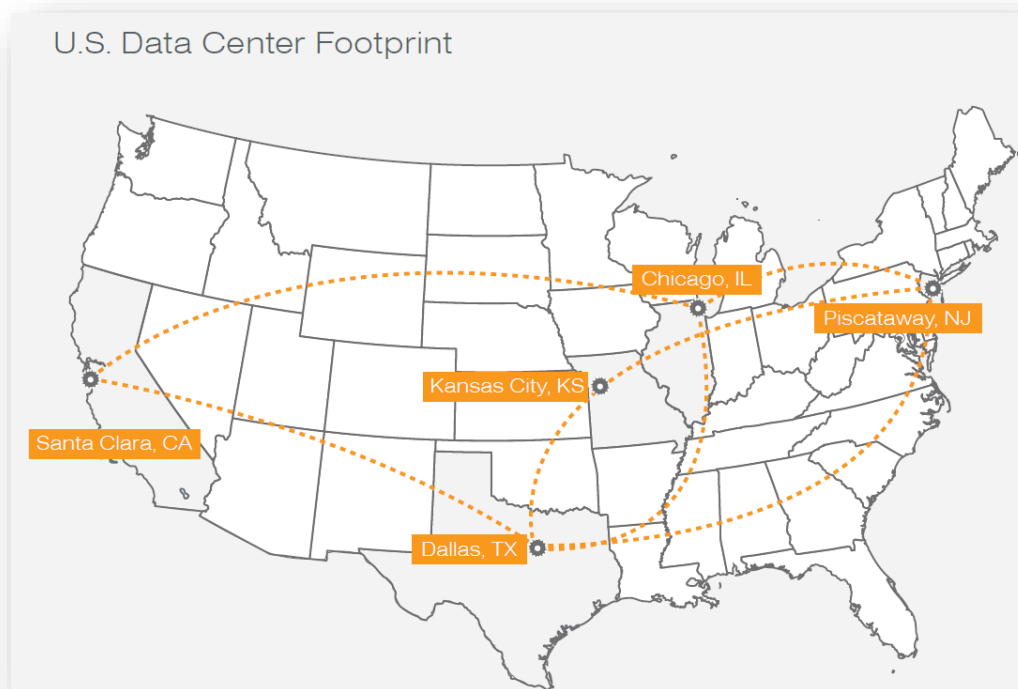 U.S. Data Center Footprint
Chicago, IL
Piscataway, NJ
Kansas City, KS
Santa Clara, CA
Dallas, TX